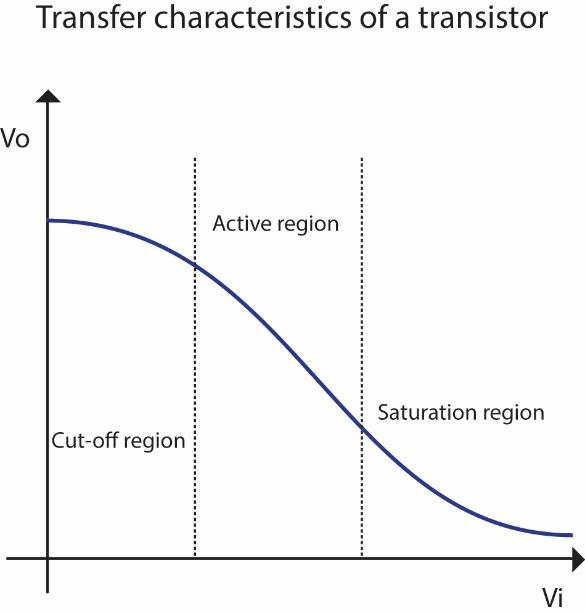 Transfer characteristics of a transistor
Vo
Active region
Saturation region
Cut-off region
Vi